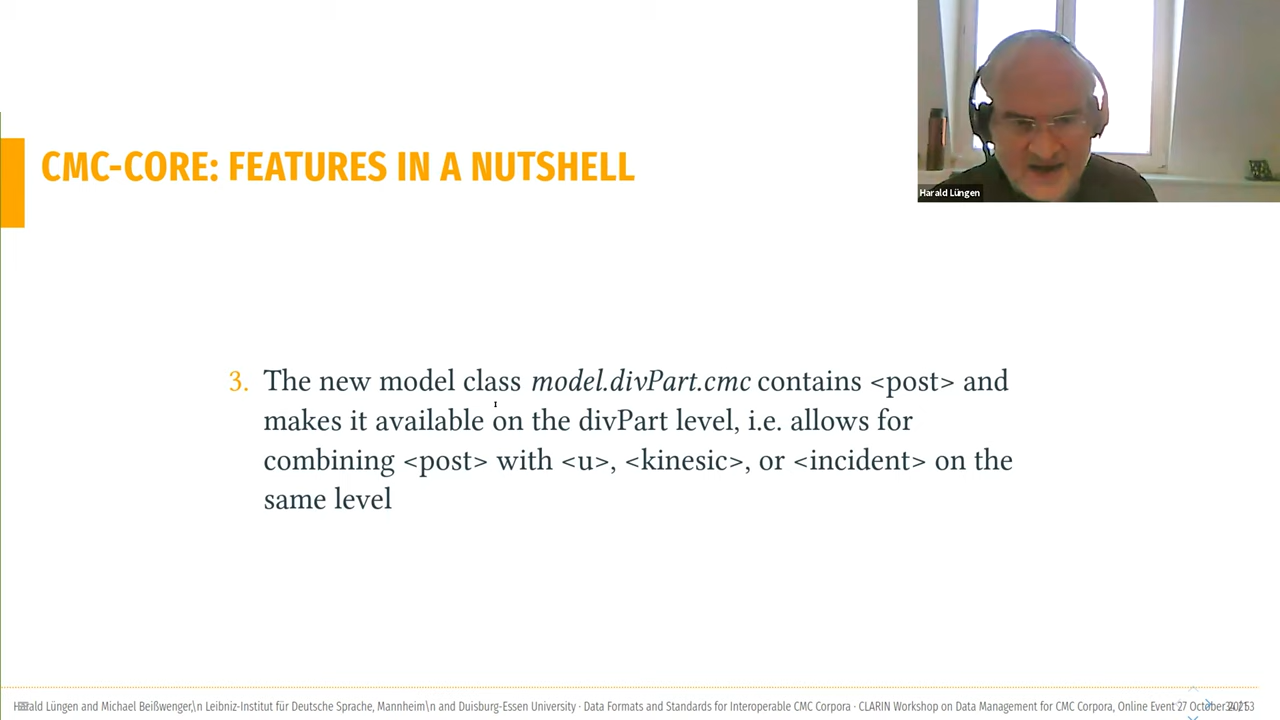 CMC-CORE: FEATURES IN A NUTSHELL
Harald Lüngen
3. The new model class model.divPart.cmc contains <post> and
makes it available on the divPart level, i.e. allows for
combining <post> with <u>, <kinesic>, or <incident> on the
same level
Harald Lüngen and Michael Beißwenger,\n Leibniz-Institut für Deutsche Sprache, Mannheim\n and Duisburg-Essen University · Data Formats and Standards for Interoperable CMC Corpora · CLARIN Workshop on Data Management for CMC Corpora, Online Event 27 October